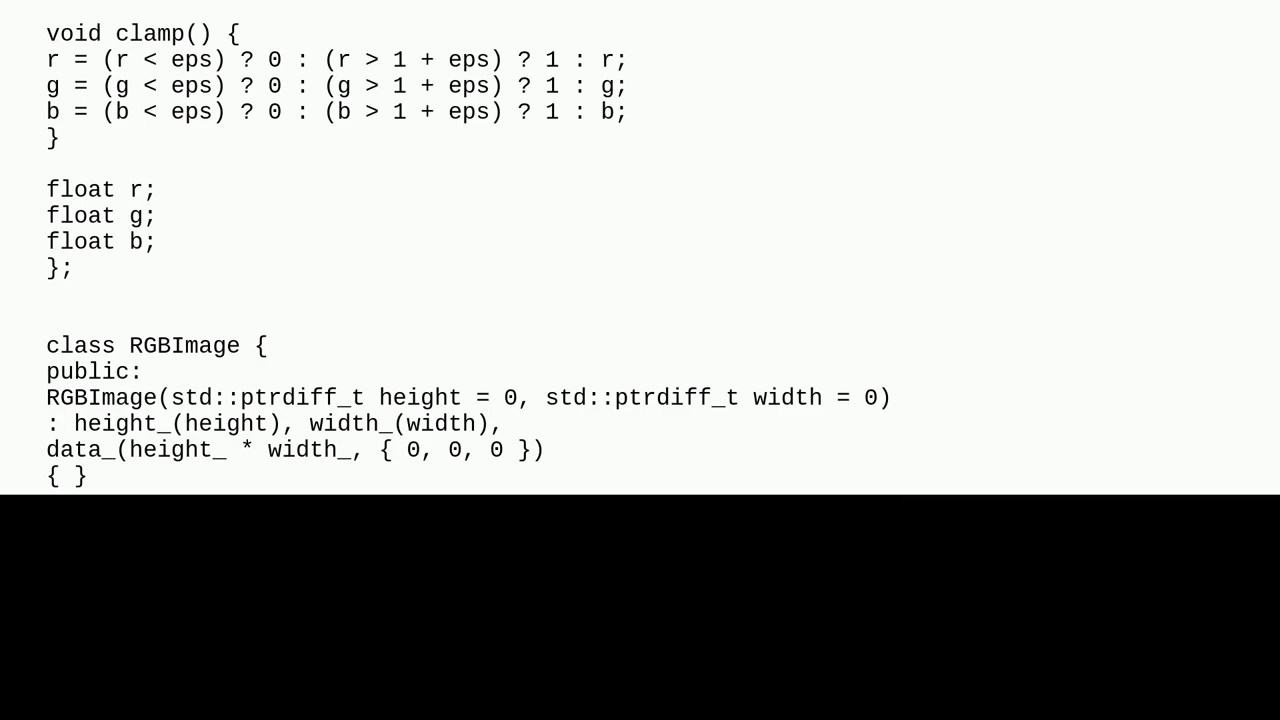 void clamp() {
r = (r < eps) ? 0 : (r > 1 + eps) ? 1 : r;
g = (g < eps) ? 0 : (g > 1 + eps) ? 1 : g;
b = (b < eps) ? 0 : (b > 1 + eps) ? 1 : b;
}
float r;
float g;
float b;
};
class RGBImage {
public:
RGBImage(std::ptrdiff_t height = 0, std::ptrdiff_t width = 0)
: height_(height), width_(width),
data_(height_ * width_, { 0, 0, 0 })
{ }